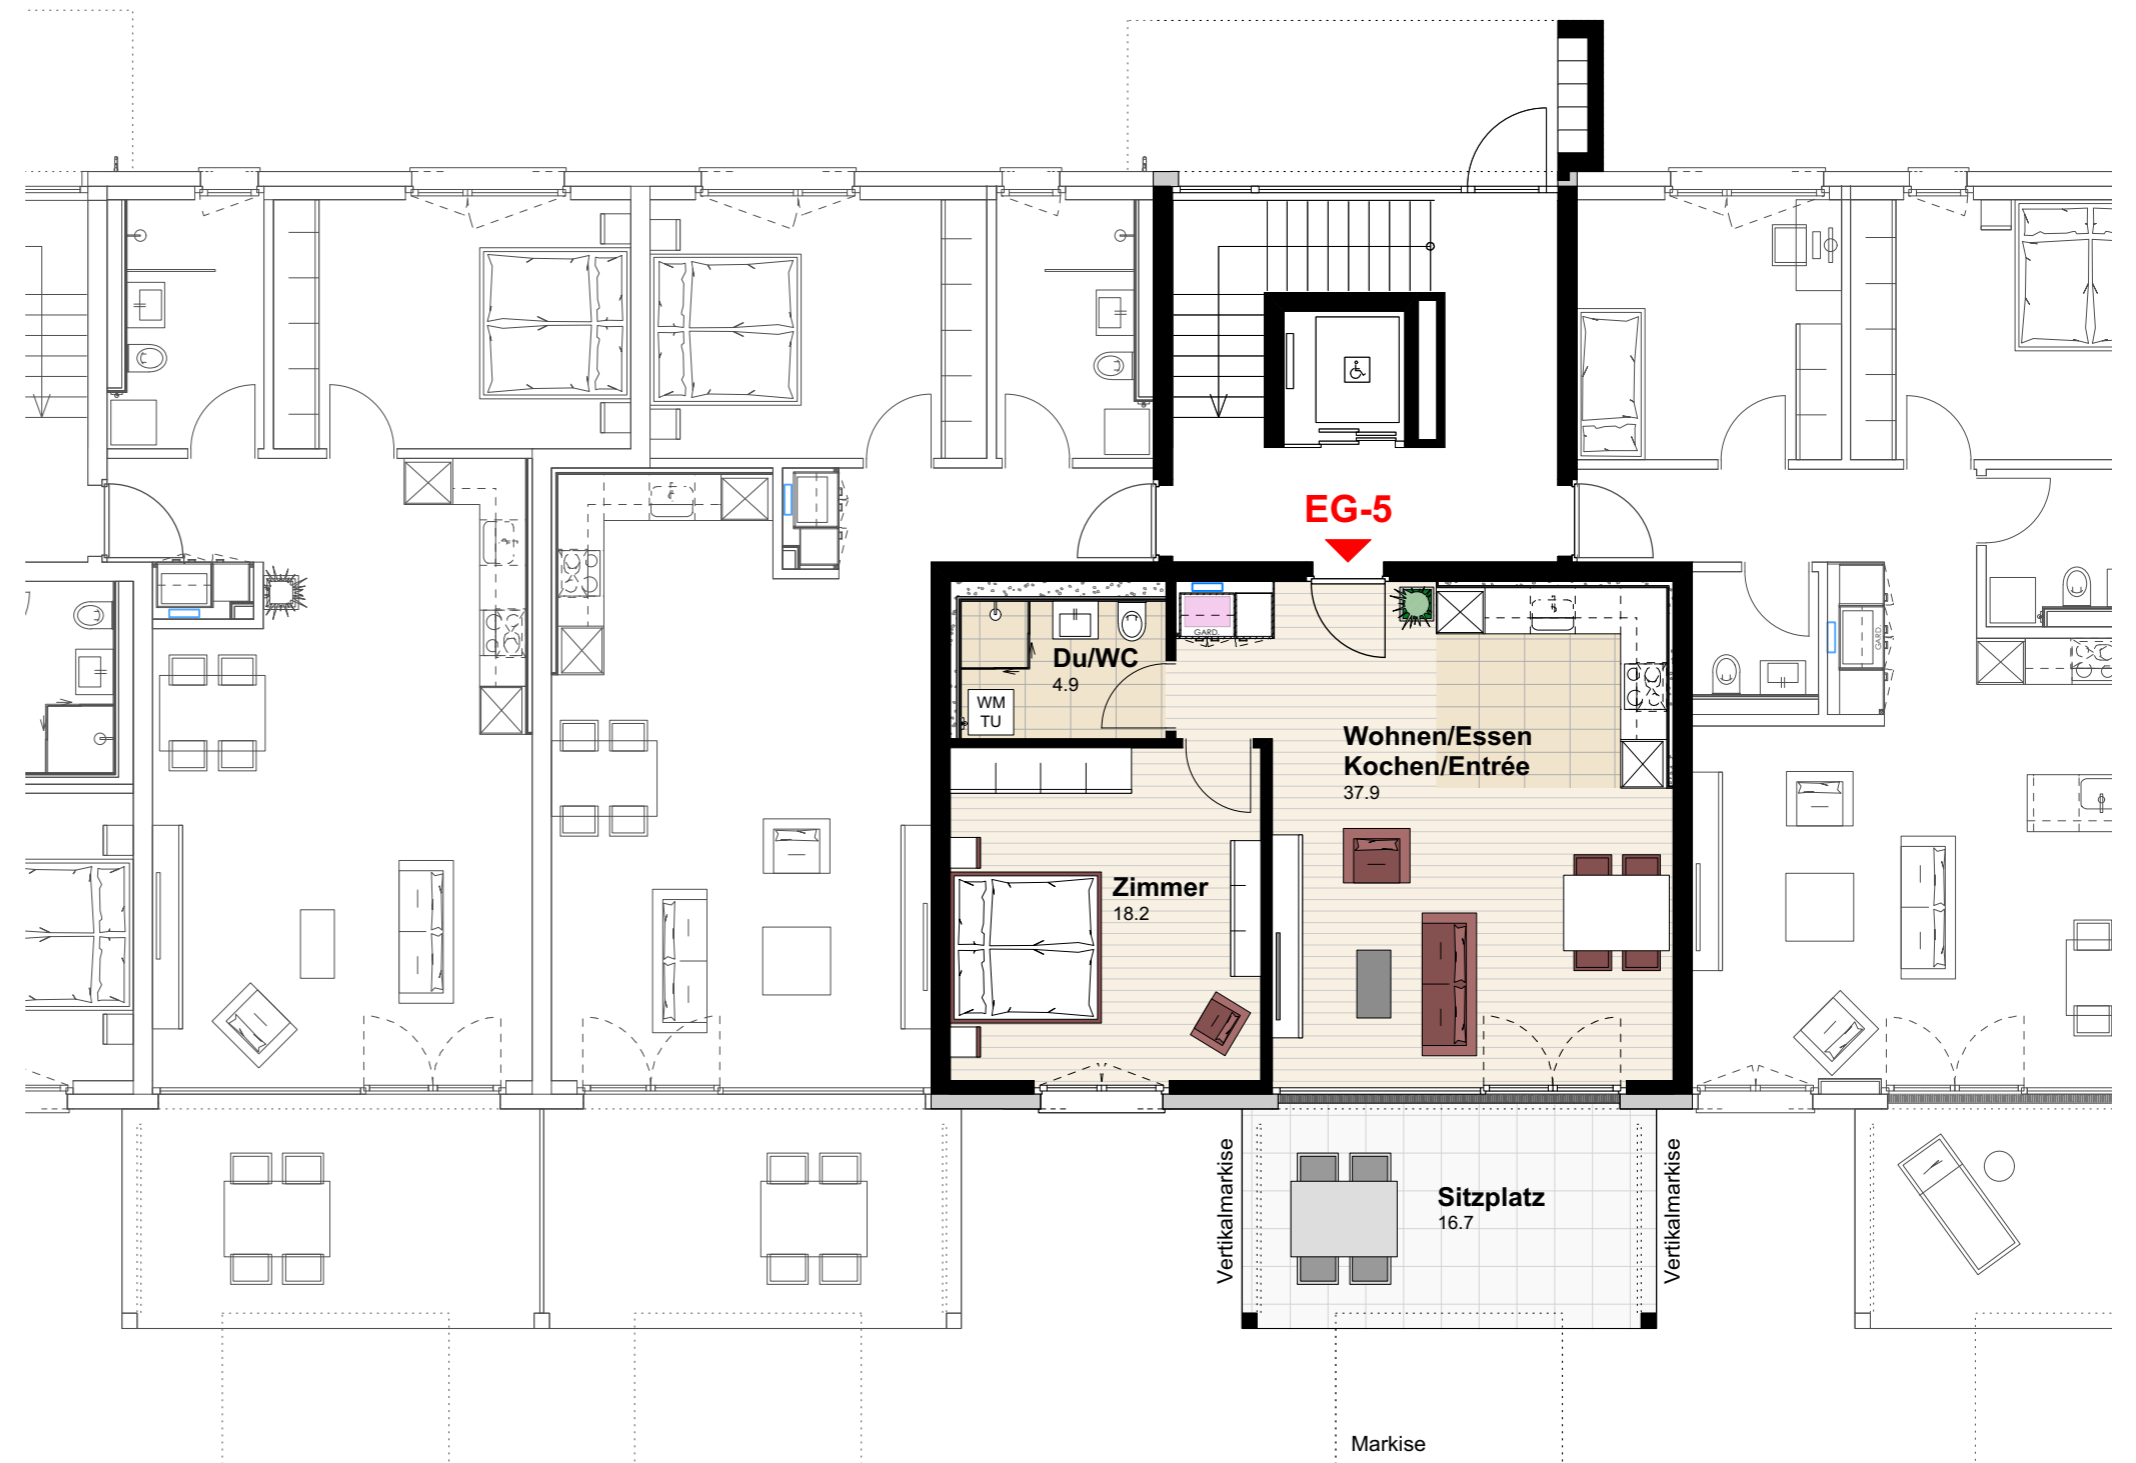 EG-5
GARD.
GARD.
Du/WC
4.9
WM
TU
Wohnen/Essen
Kochen/Entrée
37.9
Zimmer
18.2
Vertikalmarkise
Sitzplatz
16.7
Vertikalmarkise
Markise